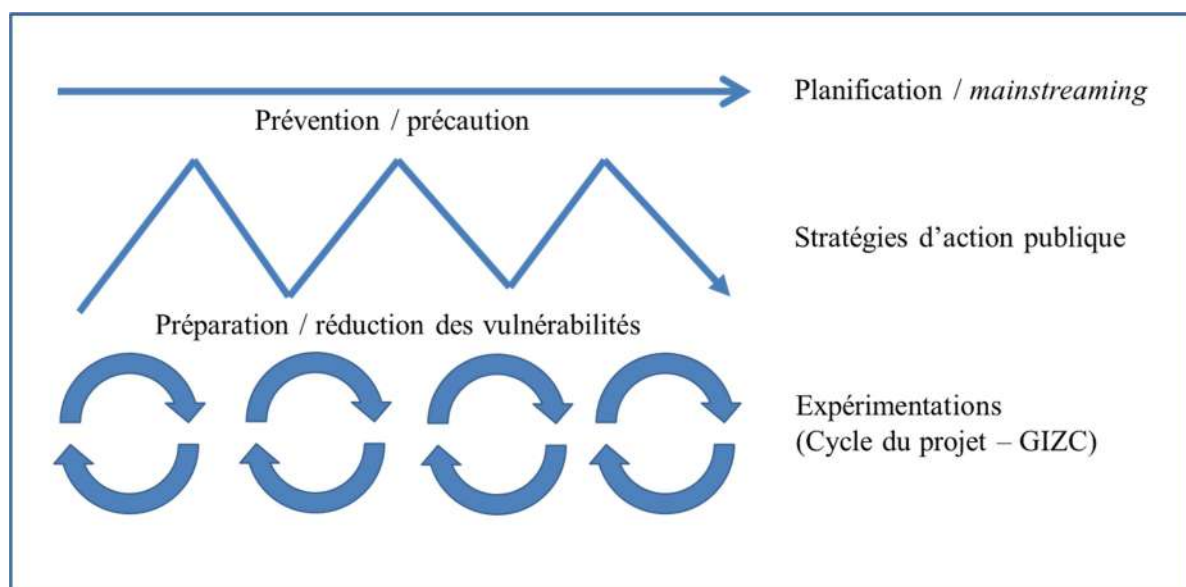 Planification / mainstreaming
Prévention / précaution
Stratégies d’action publique
Préparation / réduction des vulnérabilités
Expérimentations
(Cycle du projet – GIZC)